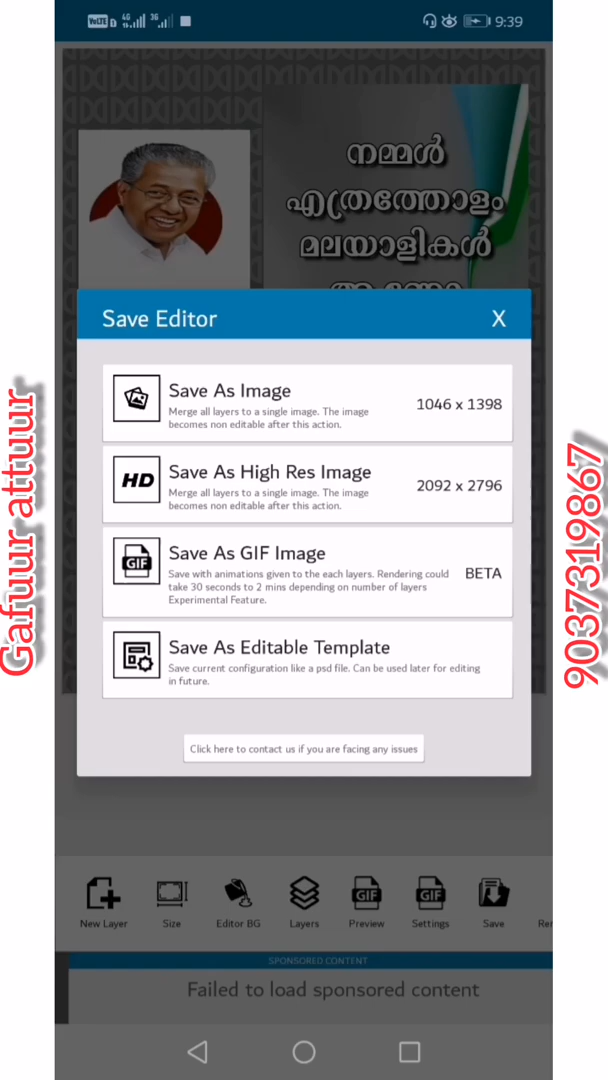 VoLTE 4G 3G 9:39
നമ്മൾ
എത്രത്തോളം
മലയാളികൾ
ആണോ
Save Editor X
Save As Image
1046 x 1398
Merge all layers to a single image. The image
becomes non editable after this action.
HD
Save As High Res Image
2092 x 2796
Merge all layers to a single image. The image
becomes non editable after this action.
GIF
Save As GIF Image
BETA
Save with animations given to the each layers. Rendering could
take 30 seconds to 2 mins depending on number of layers
Experimental Feature.
Save As Editable Template
Save current configuration like a psd file. Can be used later for editing
in future.
Click here to contact us if you are facing any issues
GIF GIF
New Layer Size Editor BG Layers Preview Settings Save
SPONSORED CONTENT
Failed to load sponsored content
Gafuur attuur
9037319867